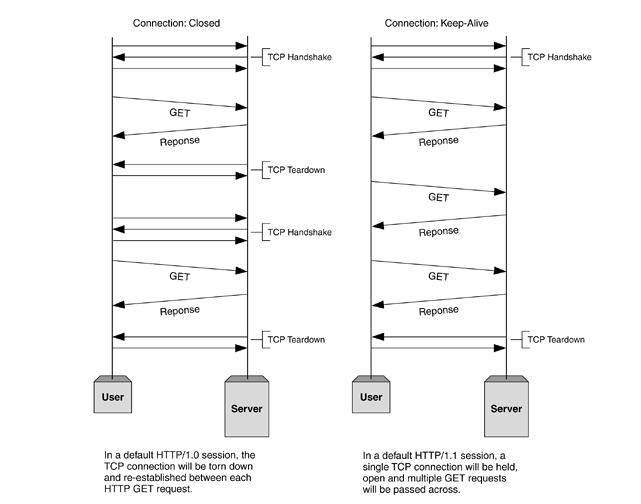 Connection: Closed
TCP Handshake
GET
Reponse
TCP Teardown
TCP Handshake
GET
Reponse
TCP Teardown
User
Server
In a default HTTP/1.0 session, the
TCP connection will be torn down
and re-established between each
HTTP GET request.
Connection: Keep-Alive
TCP Handshake
GET
Reponse
GET
Reponse
GET
Reponse
TCP Teardown
User
Server
In a default HTTP/1.1 session, a
single TCP connection will be held,
open and multiple GET requests
will be passed across.